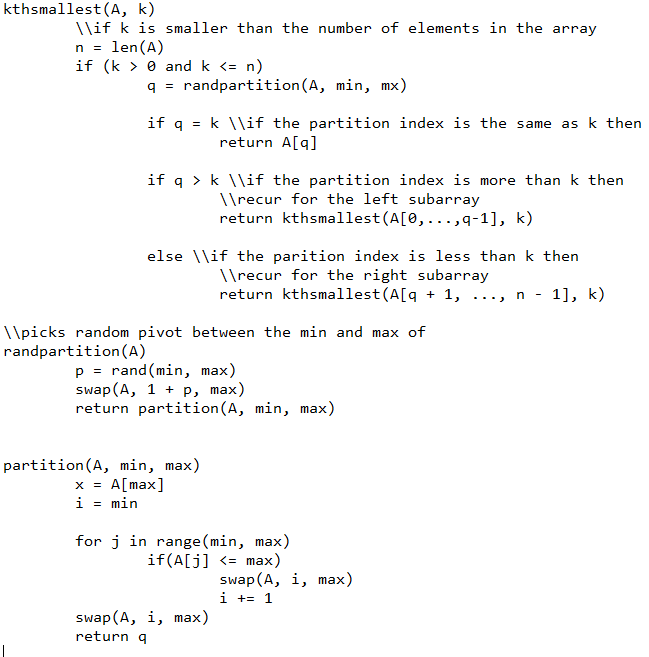 kthsmallest(A, k)
\\if k is smaller than the number of elements in the array
n = len(A)
if (k > 0 and k <= n)
q = randpartition(A, min, mx)
if q = k \\if the partition index is the same as k then
return A[q]
if q > k \\if the partition index is more than k then
\\recur for the left subarray
return kthsmallest(A[0,...,q-1], k)
else \\if the parition index is less than k then
\\recur for the right subarray
return kthsmallest(A[q + 1, ..., n - 1], k)
\\picks random pivot between the min and max of
randpartition(A)
p = rand(min, max)
swap(A, 1 + p, max)
return partition(A, min, max)
partition(A, min, max)
x = A[max]
i = min
for j in range(min, max)
if(A[j] <= max)
swap(A, i, max)
i += 1
swap(A, i, max)
return q